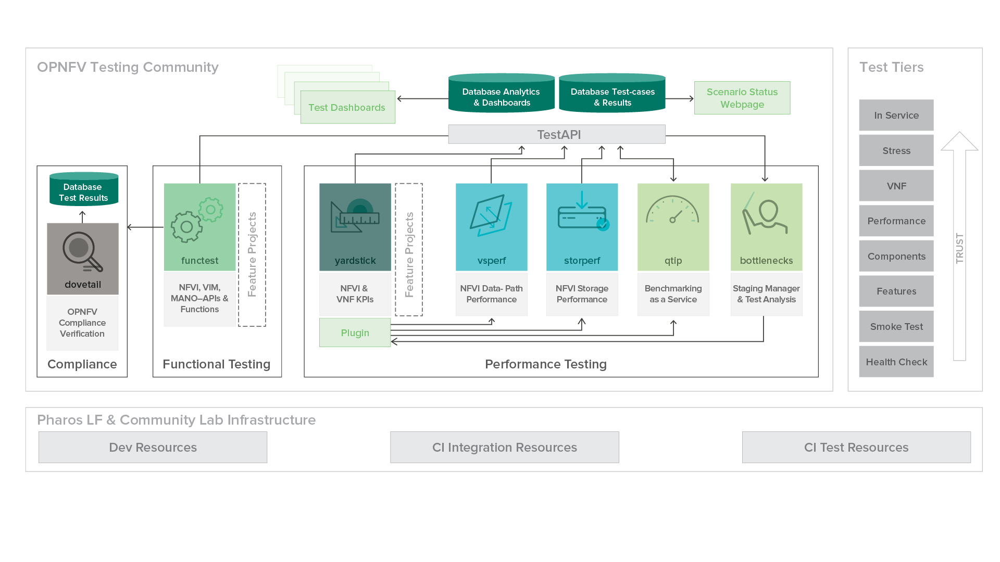 OPNFV Testing Community
Test Dashboards
Database Analytics
& Dashboards
Database Test-cases
& Results
Scenario Status
Webpage
TestAPI
Database
Test Results
dovetail
OPNFV
Compliance
Verification
Compliance
functest
NFVI, VIM,
MANO–APIs &
Functions
Feature Projects
Functional Testing
yardstick
NFVI &
VNF KPIs
Plugin
Feature Projects
vsperf
NFVI Data- Path
Performance
storperf
NFVI Storage
Performance
qtip
Benchmarking
as a Service
bottlenecks
Staging Manager
& Test Analysis
Performance Testing
Test Tiers
In Service
Stress
VNF
Performance
Components
Features
Smoke Test
Health Check
TRUST
Pharos LF & Community Lab Infrastructure
Dev Resources
CI Integration Resources
CI Test Resources